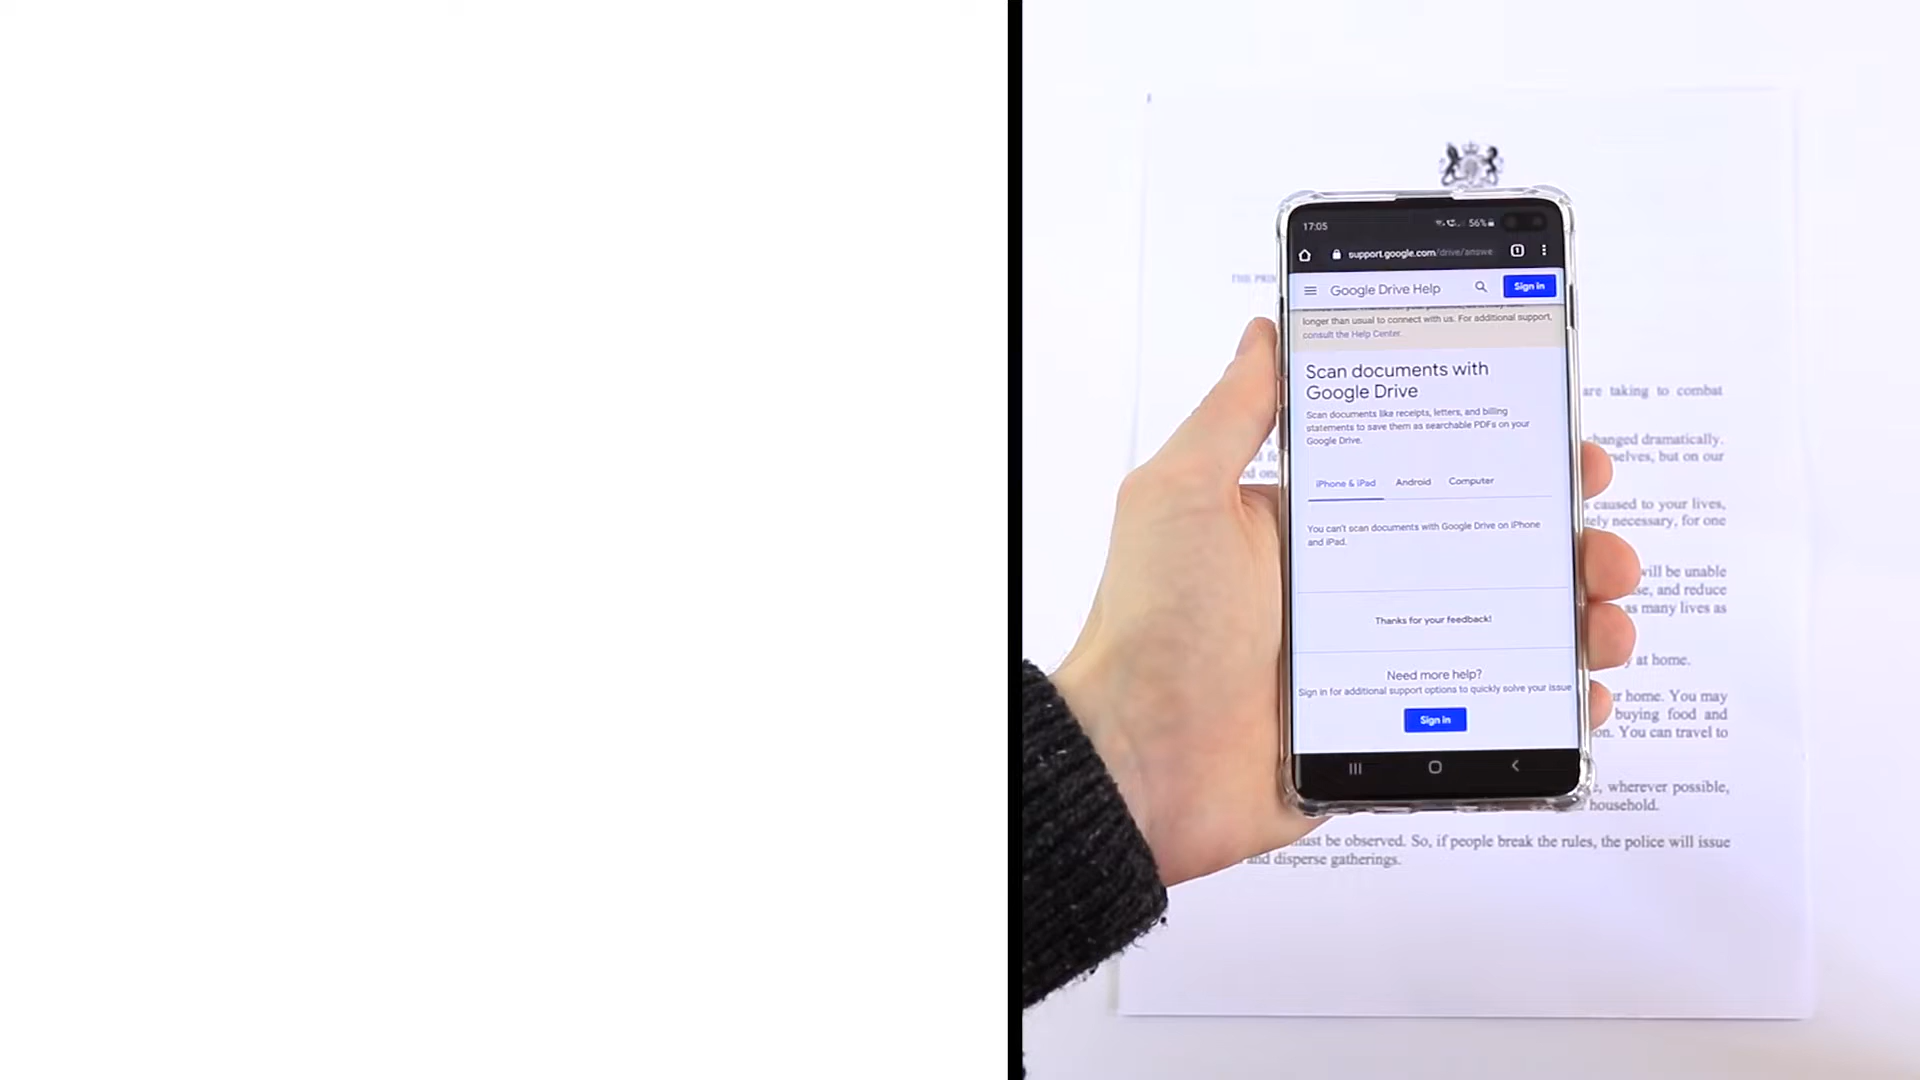 THE PRI
17:05
56%
support.google.com/drive/answe
1
Google Drive Help
Sign in
longer than usual to connect with us. For additional support,
consult the Help Center.
Scan documents with
Google Drive
Scan documents like receipts, letters, and billing
statements to save them as searchable PDFs on your
Google Drive.
iPhone & iPad Android Computer
You can't scan documents with Google Drive on iPhone
and iPad.
Thanks for your feedback!
Need more help?
Sign in for additional support options to quickly solve your issue
Sign in
are taking to combat
changed dramatically.
selves, but on our
caused to your lives,
tely necessary, for one
will be unable
se, and reduce
as many lives as
y at home.
ur home. You may
buying food and
on. You can travel to
, wherever possible,
household.
must be observed. So, if people break the rules, the police will issue
and disperse gatherings.